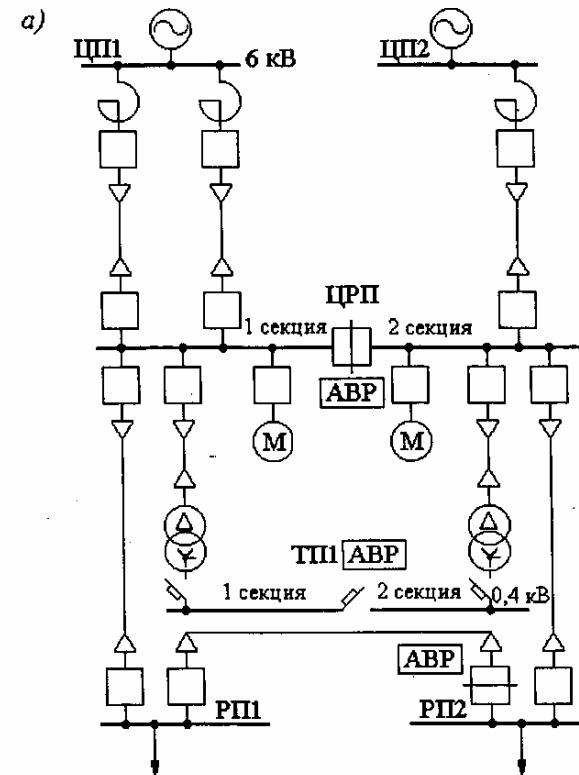 а)
ЦП1
6 кВ
ЦП2
ЦРП
1 секция
2 секция
АВР
М
М
ТП1 АВР
1 секция
2 секция
0,4 кВ
АВР
РП1
РП2